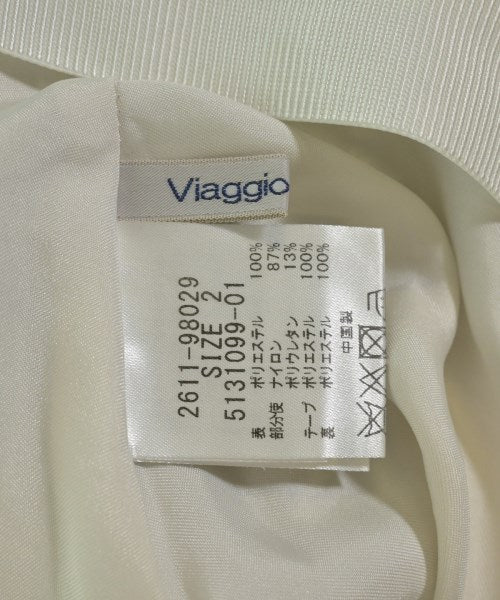 Viaggio
2611-98029
SIZE 2
5131099-01
表 ポリエステル 100%
部分使 ナイロン 87%
ポリウレタン 13%
テープ ポリエステル 100%
裏 ポリエステル 100%
中国製